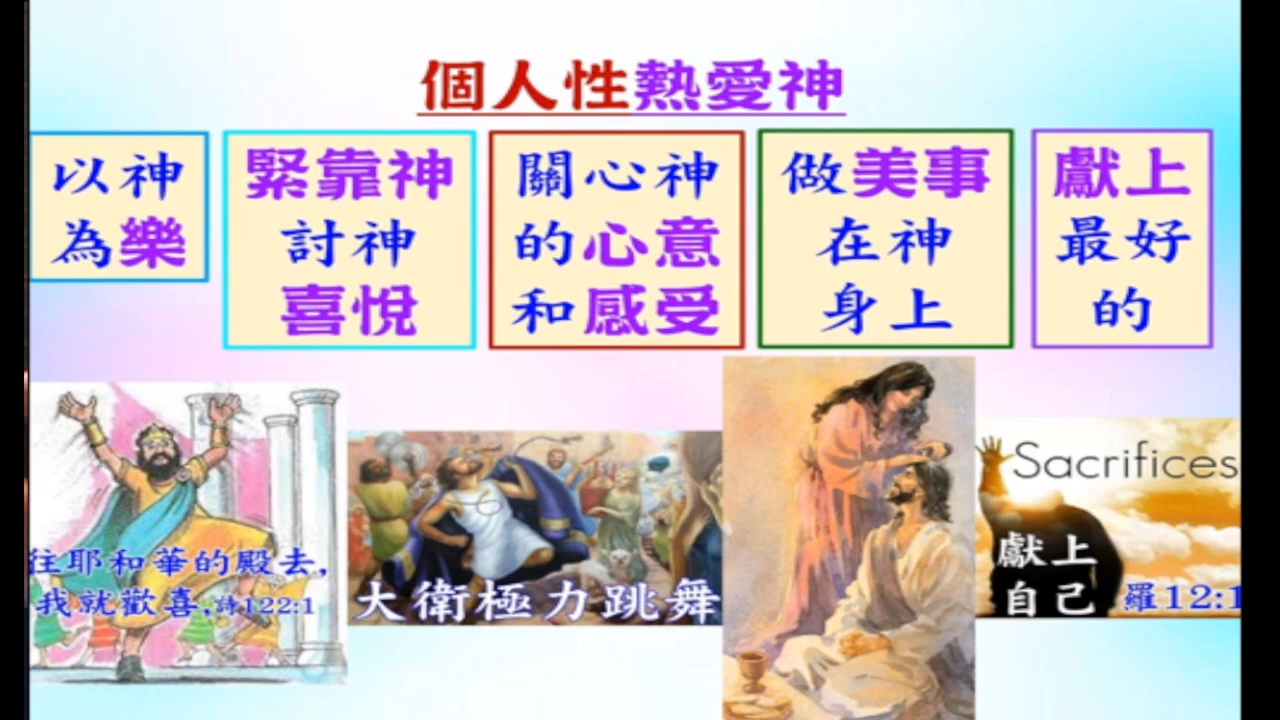 個人性熱愛神
以神
為樂
緊靠神
討神
喜悅
關心神
的心意
和感受
做美事
在神
身上
獻上
最好
的
往耶和華的殿去,
我就歡喜,詩122:1
大衛極力跳舞
Sacrifices
獻上
自己
羅12:1